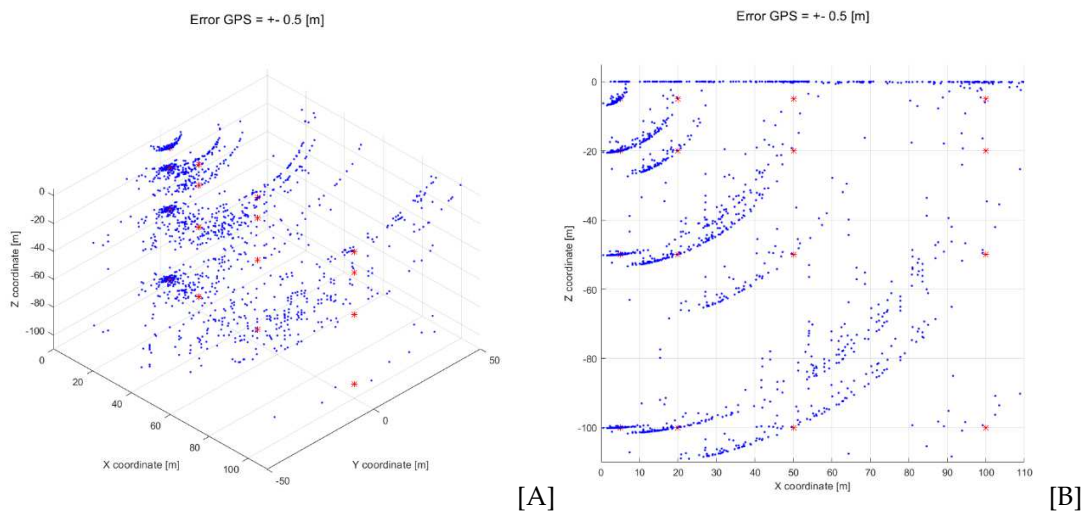 Error GPS = +- 0.5 [m]
0
-20
-40
-60
-80
-100
Z coordinate [m]
0
20
40
60
80
100
X coordinate [m]
-50
0
50
Y coordinate [m]
[A]
Error GPS = +- 0.5 [m]
0
-20
-40
-60
-80
-100
Z coordinate [m]
0 10 20 30 40 50 60 70 80 90 100 110
X coordinate [m]
[B]